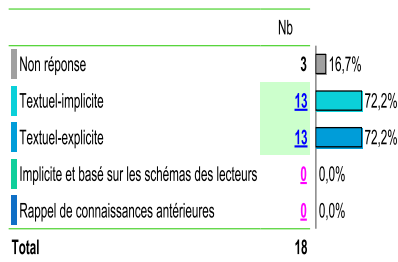 Nb
Non réponse 3 16,7%
Textuel-implicite 13 72,2%
Textuel-explicite 13 72,2%
Implicite et basé sur les schémas des lecteurs 0 0,0%
Rappel de connaissances antérieures 0 0,0%
Total 18